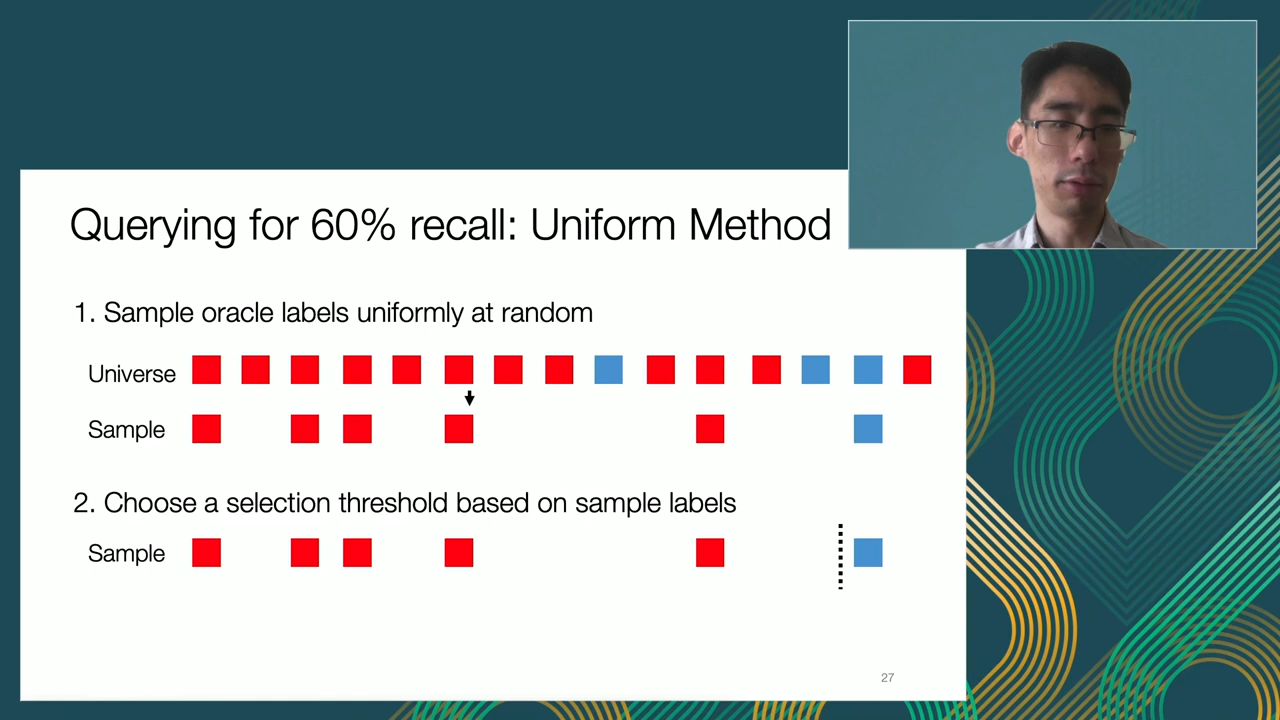 Querying for 60% recall: Uniform Method
1. Sample oracle labels uniformly at random
Universe
Sample
2. Choose a selection threshold based on sample labels
Sample
27